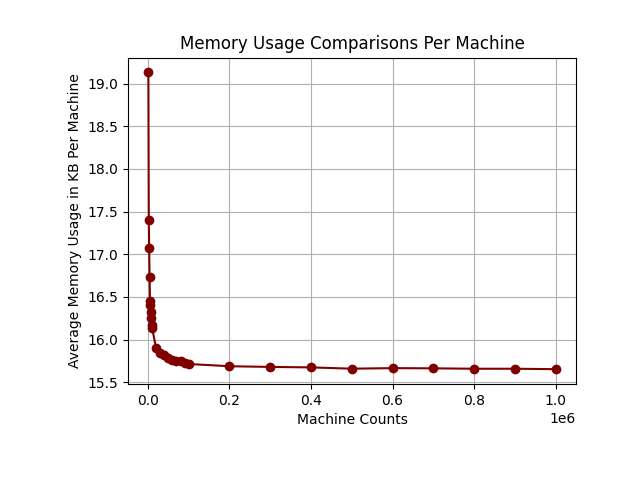 Memory Usage Comparisons Per Machine
Average Memory Usage in KB Per Machine
19.0
18.5
18.0
17.5
17.0
16.5
16.0
15.5
0.0 0.2 0.4 0.6 0.8 1.0
1e6
Machine Counts